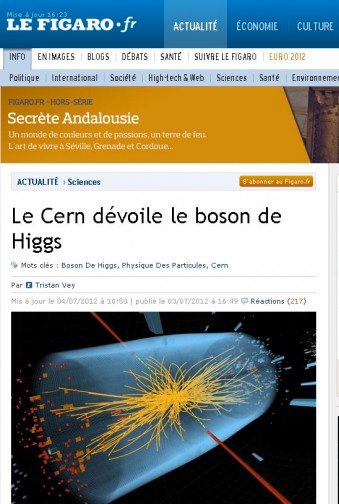 Mis à jour 16:23
LE FIGARO·fr
ACTUALITÉ ÉCONOMIE CULTURE
INFO EN IMAGES BLOGS DÉBATS SANTÉ SUIVRE LE FIGARO EURO 2012
Politique International Société High-tech & Web Sciences Santé Environneme
FIGARO.FR - HORS-SÉRIE
Secrète Andalousie
Un monde de couleurs et de passions, un terre de feu.
L'art de vivre à Séville, Grenade et Cordoue...
ACTUALITÉ › Sciences S'abonner au Figaro.fr
Le Cern dévoile le boson de
Higgs
Mots clés : Boson De Higgs, Physique Des Particules, Cern
Par Tristan Vey
Mis à jour le 04/07/2012 à 10:50 | publié le 03/07/2012 à 16:49 Réactions (217)